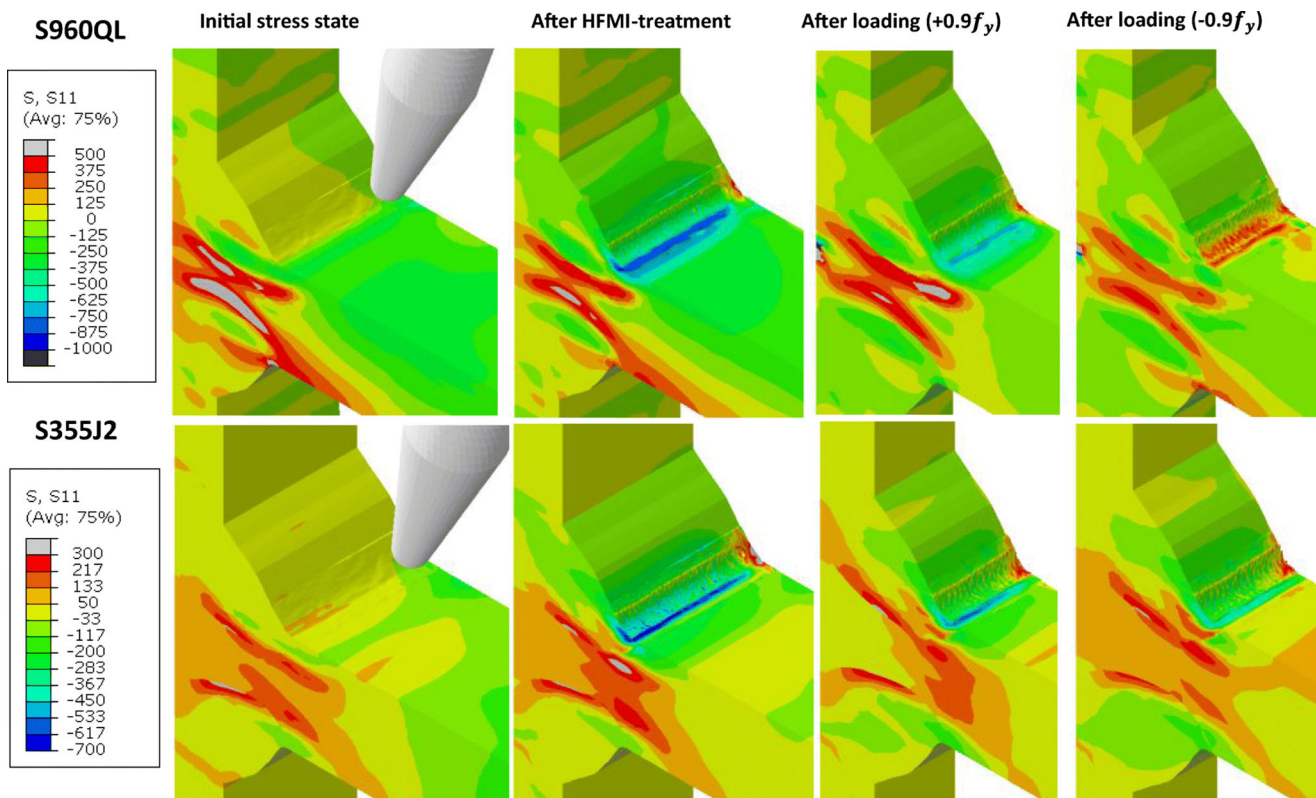 S960QL
Initial stress state
After HFMI-treatment
After loading (+0.9fy)
After loading (-0.9fy)
S, S11
(Avg: 75%)
500
375
250
125
0
-125
-250
-375
-500
-625
-750
-875
-1000
S355J2
S, S11
(Avg: 75%)
300
217
133
50
-33
-117
-200
-283
-367
-450
-533
-617
-700